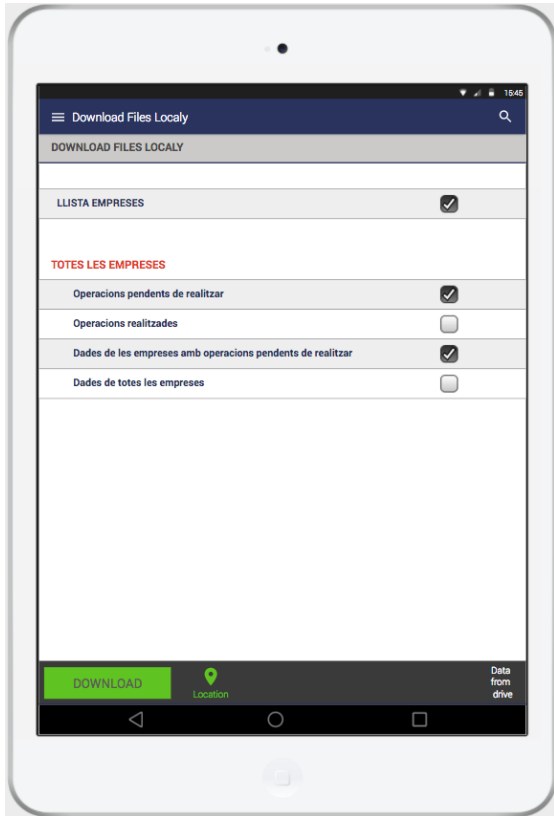 15:45
Download Files Localy
DOWNLOAD FILES LOCALY
LLISTA EMPRESES
TOTES LES EMPRESES
Operacions pendents de realitzar
Operacions realitzades
Dades de les empreses amb operacions pendents de realitzar
Dades de totes les empreses
DOWNLOAD
Location
Data
from
drive